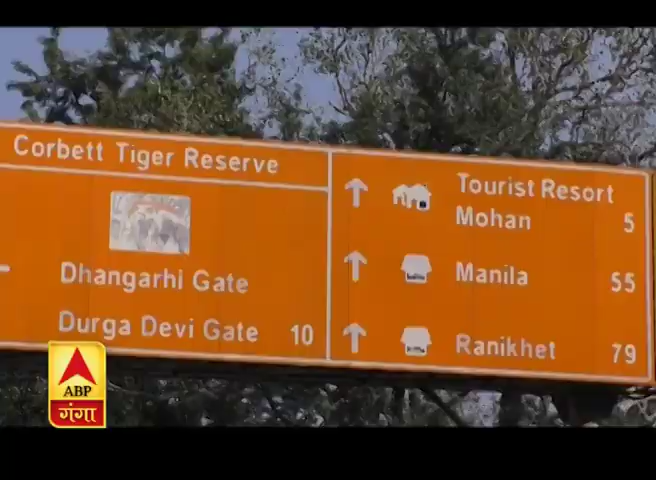 Corbett Tiger Reserve
Dhangarhi Gate
Durga Devi Gate 10
Tourist Resort
Mohan 5
Manila 55
Ranikhet 79
ABP
गंगा